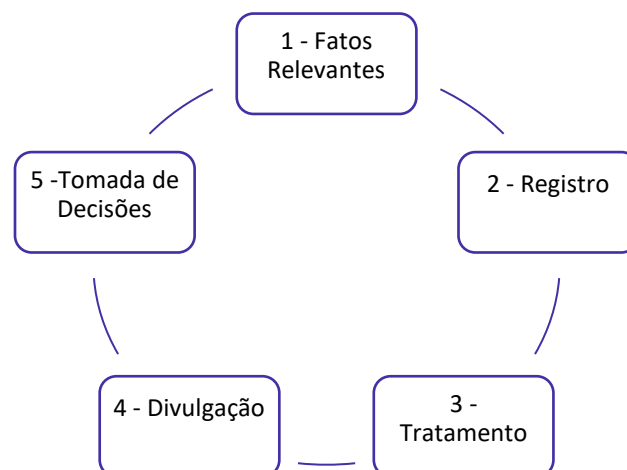 1 - Fatos
Relevantes
2 - Registro
3 -
Tratamento
4 - Divulgação
5 -Tomada de
Decisões